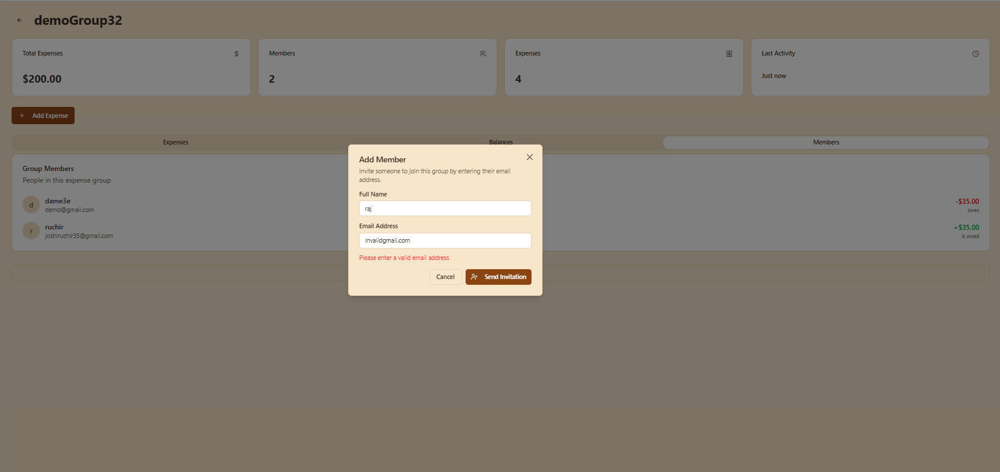 demoGroup32
Total Expenses
$200.00
Members
2
Expenses
4
Last Activity
Just now
+ Add Expense
Expenses
Balances
Members
Group Members
People in this expense group
d
dame3e
demo@gmail.com
-$35.00
owes
r
ruchir
joshiruchir35@gmail.com
+$35.00
is owed
Add Member
Invite someone to join this group by entering their email
address.
Full Name
raj
Email Address
invalidgmail.com
Please enter a valid email address
Cancel
Send Invitation